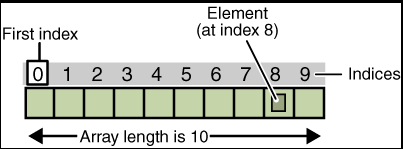 Element
(at index 8)
First index
0 1 2 3 4 5 6 7 8 9
Indices
Array length is 10